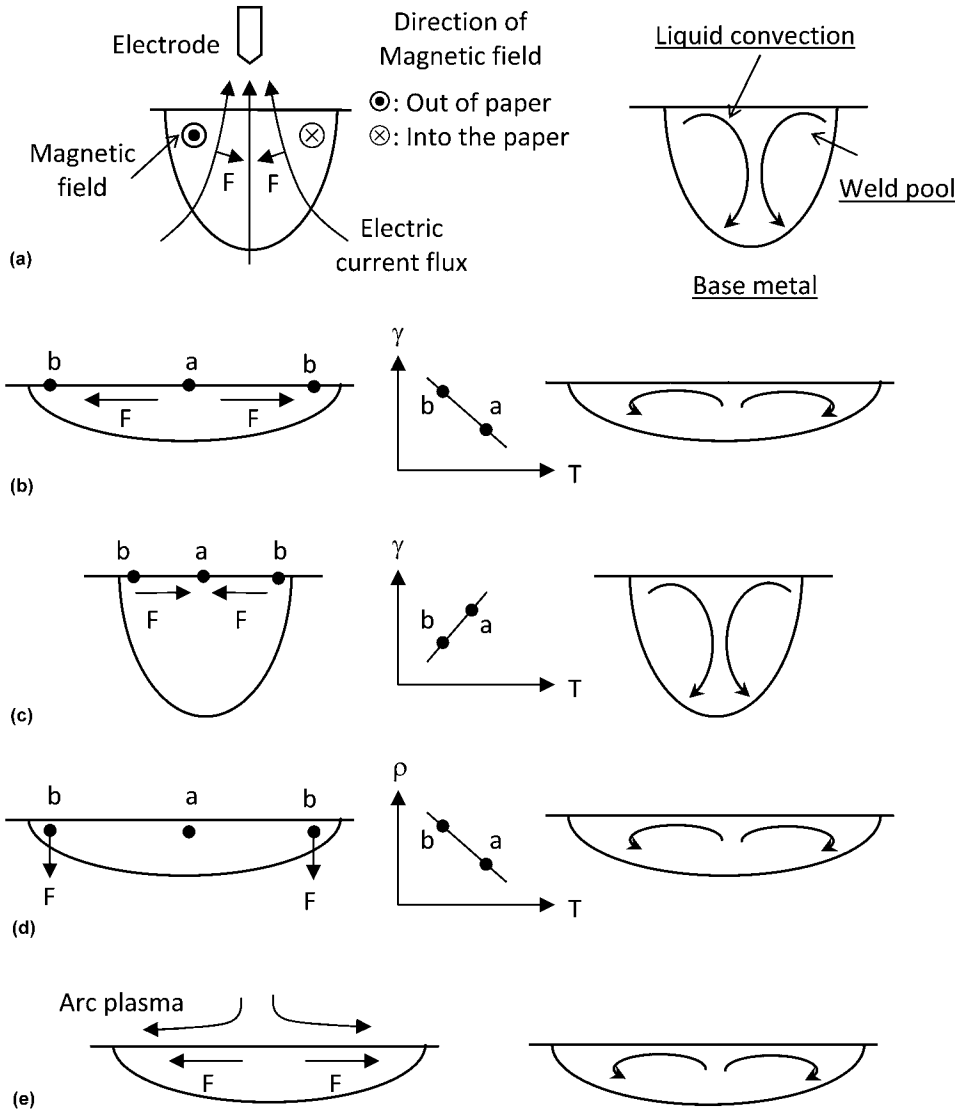 Electrode
Direction of
Magnetic field
: Out of paper
: Into the paper
Magnetic
field
F
F
Electric
current flux
Liquid convection
Weld pool
Base metal
(a)
b
a
b
F
F
γ
b
a
T
(b)
b
a
b
F
F
γ
b
a
T
(c)
b
a
b
F
F
ρ
b
a
T
(d)
Arc plasma
F
F
(e)